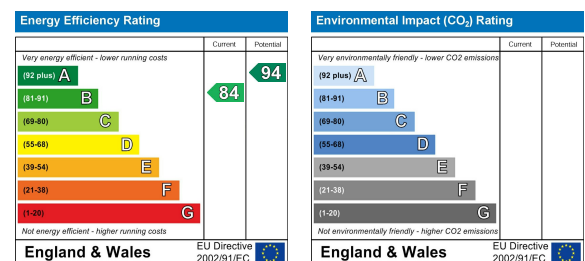 Energy Efficiency Rating
Current Potential
Very energy efficient - lower running costs
(92 plus) A
(81-91) B
(69-80) C
(55-68) D
(39-54) E
(21-38) F
(1-20) G
84
94
Not energy efficient - higher running costs
England & Wales
EU Directive
2002/91/EC
Environmental Impact (CO2) Rating
Current Potential
Very environmentally friendly - lower CO2 emissions
(92 plus) A
(81-91) B
(69-80) C
(55-68) D
(39-54) E
(21-38) F
(1-20) G
Not environmentally friendly - higher CO2 emissions
England & Wales
EU Directive
2002/91/EC